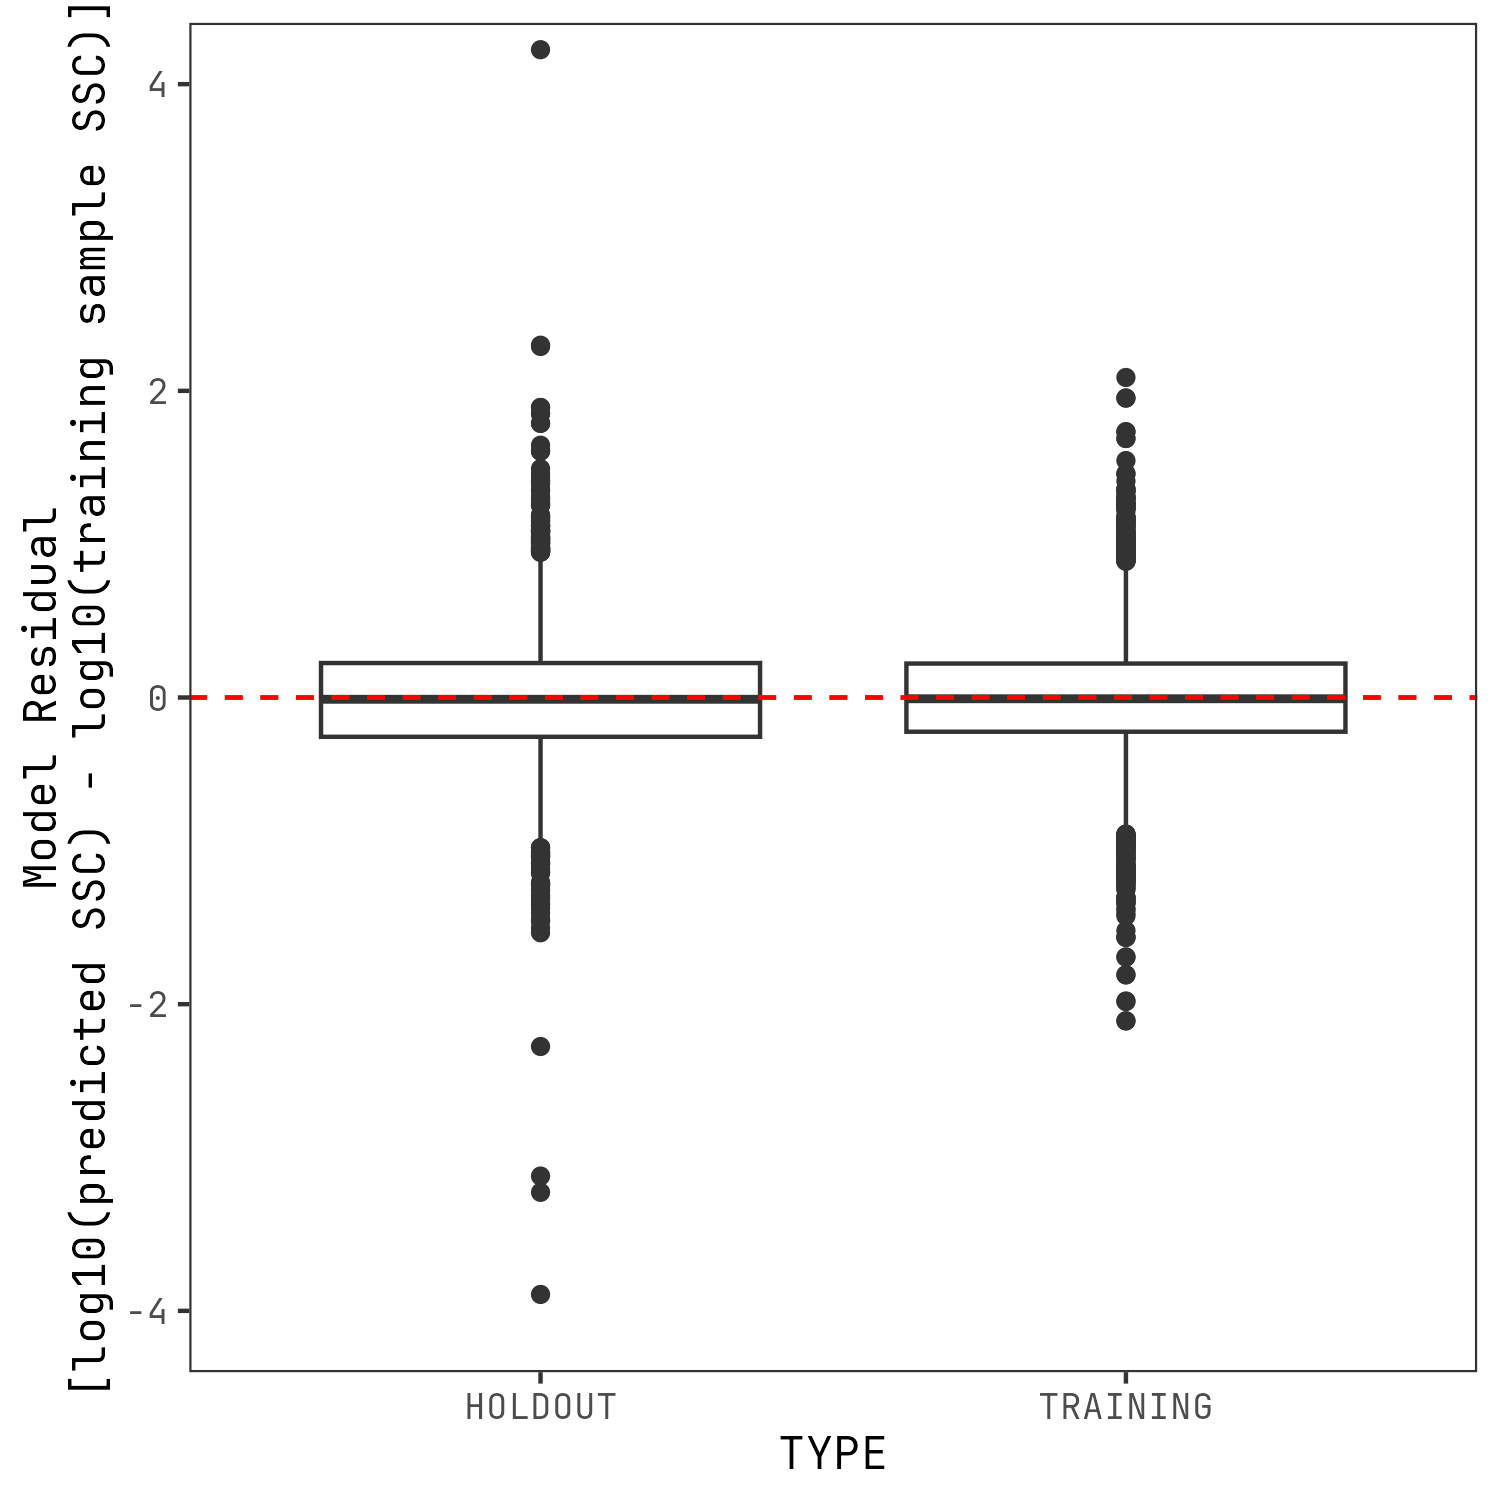 Model Residual
[log10(predicted SSC) - log10(training sample SSC)]
4
2
0
-2
-4
HOLDOUT
TRAINING
TYPE